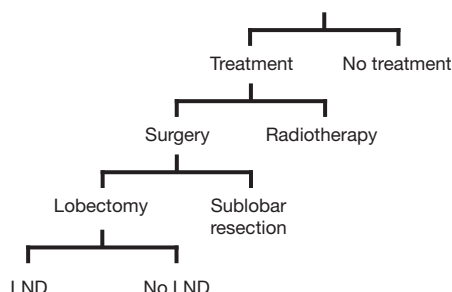 Treatment No treatment
Surgery Radiotherapy
Lobectomy Sublobar
resection
LND No LND